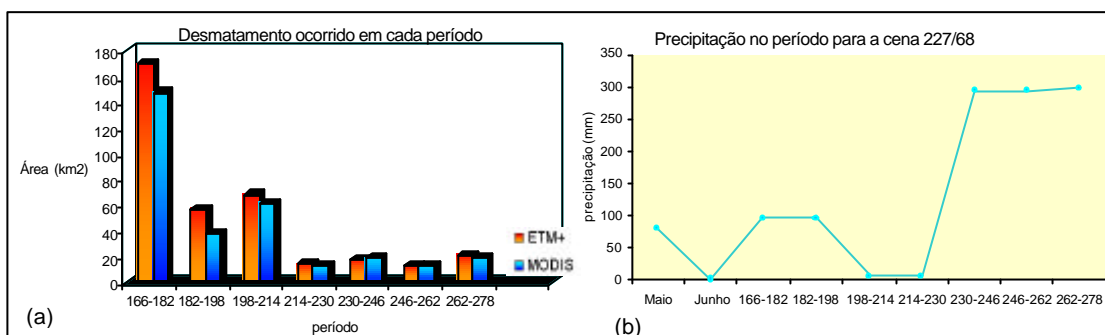 Desmatamento ocorrido em cada período
180
160
140
120
100
80
60
40
20
0
Área (km2)
ETM+
MODIS
166-182 182-198 198-214 214-230 230-246 246-262 262-278
período
(a)
Precipitação no período para a cena 227/68
350
300
250
200
150
100
50
0
precipitação (mm)
Maio Junho 166-182 182-198 198-214 214-230 230-246 246-262 262-278
(b)